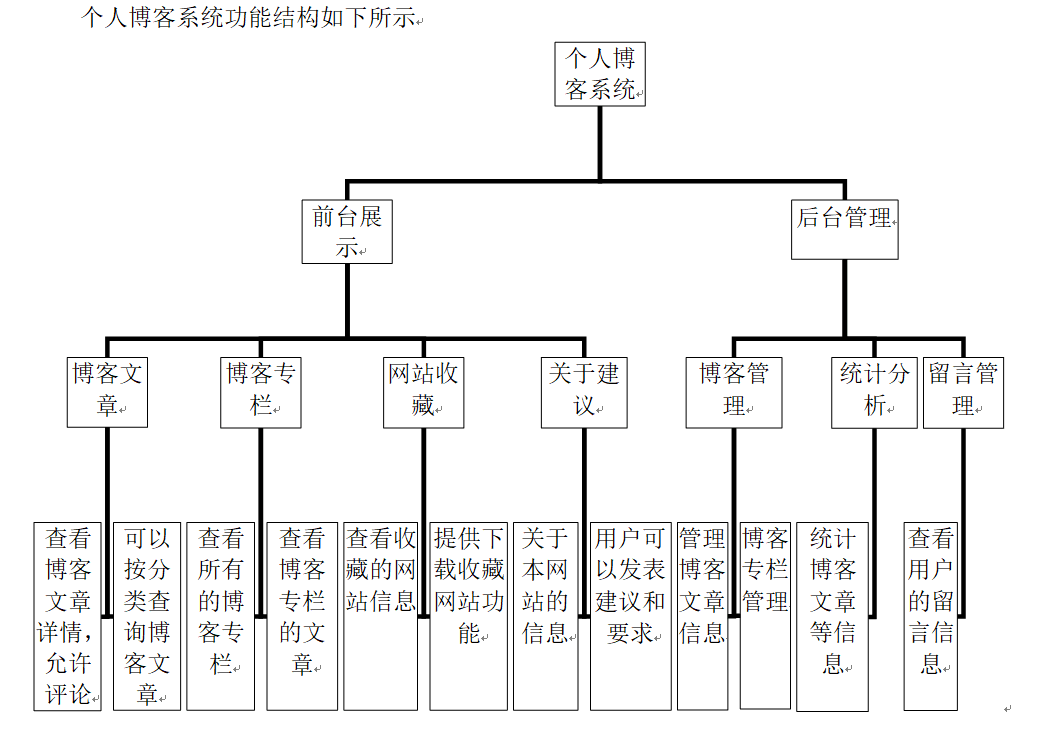 个人博客系统功能结构如下所示
个人博
客系统
前台展
示
后台管理
博客文
章
博客专
栏
网站收
藏
关于建
议
博客管
理
统计分
析
留言管
理
查看
博客
文章
详情，
允许
评论
可以
按分
类查
询博
客文
章
查看
所有
的博
客专
栏
查看
博客
专栏
的文
章
查看收
藏的网
站信息
提供下
载收藏
网站功
能
关于
本网
站的
信息
用户可
以发表
建议和
要求
管理
博客
文章
信息
博客
专栏
管理
统计
博客
文章
等信
息
查看
用户
的留
言信
息